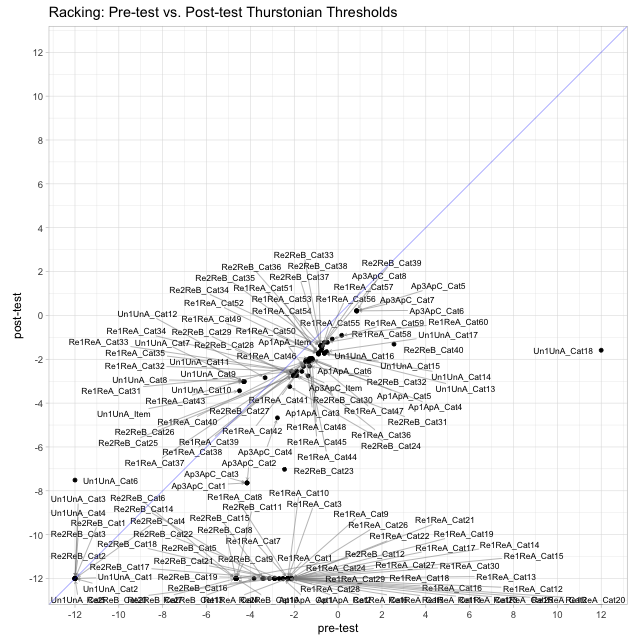 Racking: Pre-test vs. Post-test Thurstonian Thresholds
12
10
8
6
4
2
0
-2
-4
-6
-8
-10
-12
post-test
Re2ReB_Cat33
Re2ReB_Cat36 Re2ReB_Cat38 Re2ReB_Cat39
Re2ReB_Cat35 Re2ReB_Cat37 Ap3ApC_Cat8
Re2ReB_Cat34 Re1ReA_Cat51 Re1ReA_Cat57 Ap3ApC_Cat5
Re1ReA_Cat52 Re1ReA_Cat53 Re1ReA_Cat56 Ap3ApC_Cat7
Un1UnA_Cat12 Re1ReA_Cat49 Re1ReA_Cat54 Ap3ApC_Cat6
Re1ReA_Cat34 Re2ReB_Cat29 Re1ReA_Cat50 Re1ReA_Cat55 Re1ReA_Cat59 Re1ReA_Cat60
Re1ReA_Cat33 Un1UnA_Cat7 Re2ReB_Cat28 Ap1ApA_Item Re1ReA_Cat58 Un1UnA_Cat17
Re1ReA_Cat35 Re1ReA_Cat46 Un1UnA_Cat16 Re2ReB_Cat40 Un1UnA_Cat18
Re1ReA_Cat32 Un1UnA_Cat11 Un1UnA_Cat15
Un1UnA_Cat8 Un1UnA_Cat9 Ap1ApA_Cat6 Un1UnA_Cat14
Re1ReA_Cat31 Un1UnA_Cat10 Ap3ApC_Item Re2ReB_Cat32 Un1UnA_Cat13
Re1ReA_Cat43 Re1ReA_Cat41 Re2ReB_Cat30 Ap1ApA_Cat5
Un1UnA_Item Re2ReB_Cat27 Ap1ApA_Cat3 Re1ReA_Cat47 Ap1ApA_Cat4
Re1ReA_Cat40 Re1ReA_Cat48 Re2ReB_Cat31
Re2ReB_Cat26 Re1ReA_Cat42 Re1ReA_Cat36
Re2ReB_Cat25 Re1ReA_Cat39 Re1ReA_Cat45 Re2ReB_Cat24
Re1ReA_Cat38 Ap3ApC_Cat4 Re1ReA_Cat44
Re1ReA_Cat37 Ap3ApC_Cat2 Re2ReB_Cat23
Un1UnA_Cat6 Ap3ApC_Cat3
Ap3ApC_Cat1
Un1UnA_Cat3 Re2ReB_Cat6 Re1ReA_Cat8 Re1ReA_Cat10
Un1UnA_Cat4 Re2ReB_Cat14 Re2ReB_Cat11 Re1ReA_Cat3
Re2ReB_Cat1 Re2ReB_Cat4 Re2ReB_Cat15 Re1ReA_Cat9 Re1ReA_Cat21
Re2ReB_Cat3 Re2ReB_Cat22 Re2ReB_Cat8 Re1ReA_Cat26 Re1ReA_Cat19
Re2ReB_Cat18 Re2ReB_Cat5 Re1ReA_Cat7 Re1ReA_Cat22 Re1ReA_Cat14
Re2ReB_Cat2 Re2ReB_Cat21 Re2ReB_Cat9 Re2ReB_Cat12 Re1ReA_Cat17 Re1ReA_Cat15
Re2ReB_Cat17 Re1ReA_Cat24 Re1ReA_Cat27 Re1ReA_Cat30
Un1UnA_Cat1 Re2ReB_Cat19 Re1ReA_Cat29 Re1ReA_Cat18 Re1ReA_Cat13
Un1UnA_Cat2 Re2ReB_Cat16 Re1ReA_Cat28 Re1ReA_Cat16 Re1ReA_Cat12
-12 -10 -8 -6 -4 -2 0 2 4 6 8 10 12
pre-test